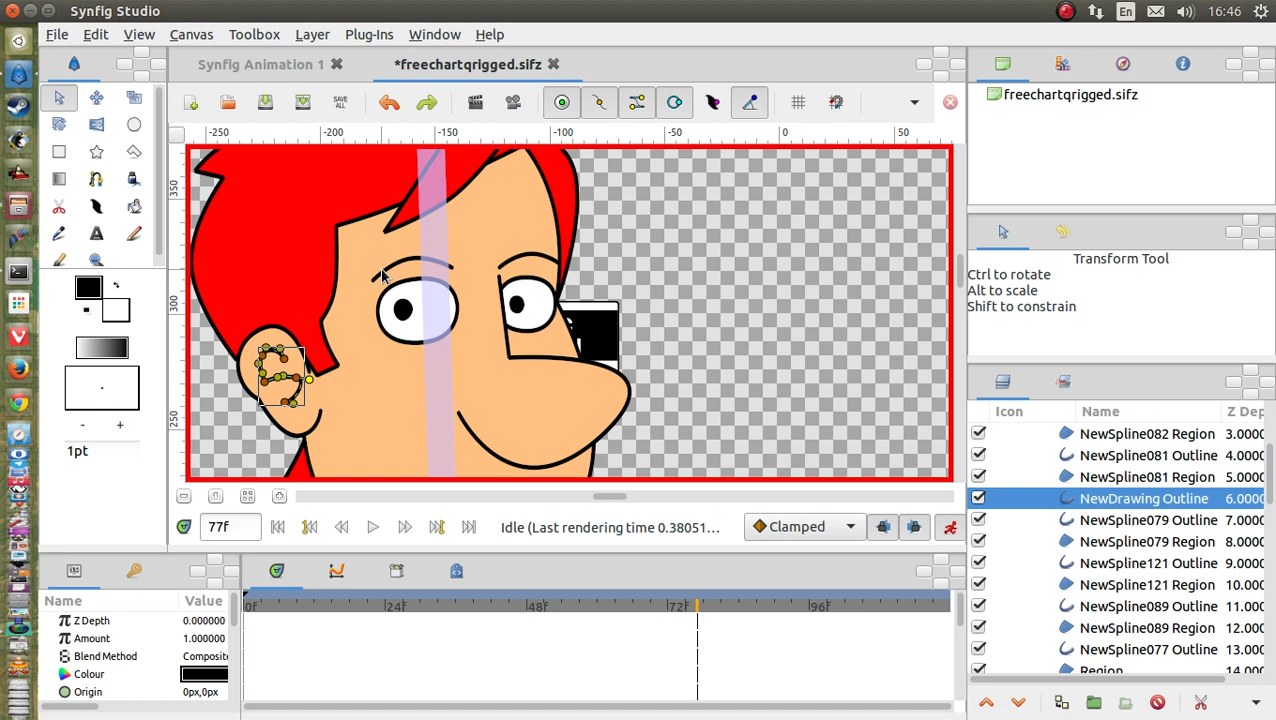 Synfig Studio
En
16:46
File Edit View Canvas Toolbox Layer Plug-Ins Window Help
Synfig Animation 1
*freechartqrigged.sifz
SAVE ALL
-250 -200 -150 -100 -50 0 50
350
300
250
freechartqrigged.sifz
Transform Tool
Ctrl to rotate
Alt to scale
Shift to constrain
Icon Name Z Dep
NewSpline082 Region 3.0000
NewSpline081 Outline 4.0000
NewSpline081 Region 5.0000
NewDrawing Outline 6.0000
NewSpline079 Outline 7.0000
NewSpline079 Region 8.0000
NewSpline121 Outline 9.0000
NewSpline121 Region 10.000
NewSpline089 Outline 11.000
NewSpline089 Region 12.000
NewSpline077 Outline 13.000
Region 14.000
- +
1pt
77f
Idle (Last rendering time 0.38051...
Clamped
Name Value
Z Depth 0.000000
Amount 1.000000
Blend Method Composite
Colour
Origin 0px,0px
0F 24F 48F 72F 96F